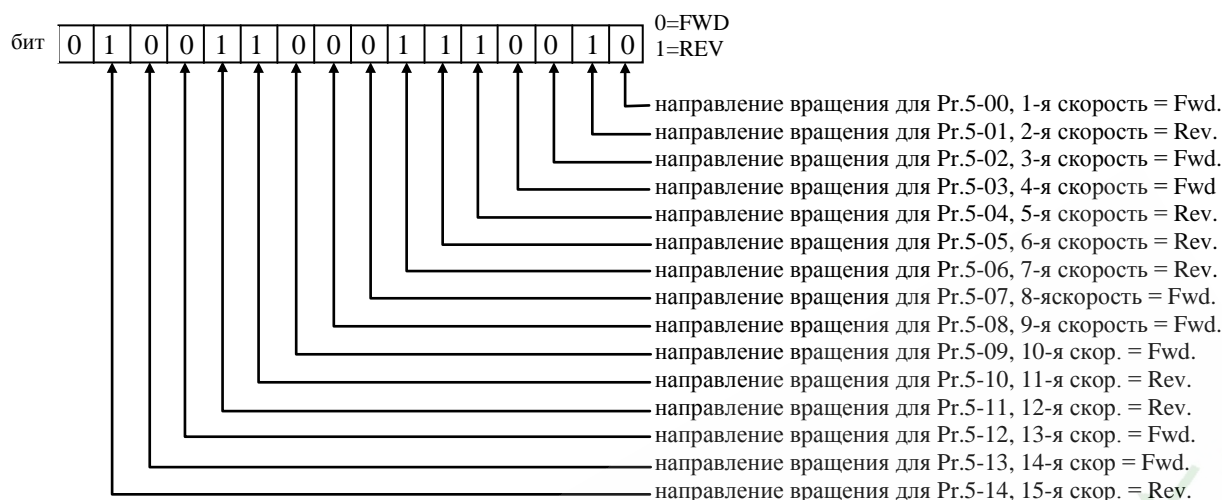 0=FWD
бит 0 1 0 0 1 1 0 0 0 1 1 1 0 0 1 0 1=REV
направление вращения для Pr.5-00, 1-я скорость = Fwd.
направление вращения для Pr.5-01, 2-я скорость = Rev.
направление вращения для Pr.5-02, 3-я скорость = Fwd.
направление вращения для Pr.5-03, 4-я скорость = Fwd
направление вращения для Pr.5-04, 5-я скорость = Rev.
направление вращения для Pr.5-05, 6-я скорость = Rev.
направление вращения для Pr.5-06, 7-я скорость = Rev.
направление вращения для Pr.5-07, 8-яскорость = Fwd.
направление вращения для Pr.5-08, 9-я скорость = Fwd.
направление вращения для Pr.5-09, 10-я скор. = Fwd.
направление вращения для Pr.5-10, 11-я скор. = Rev.
направление вращения для Pr.5-11, 12-я скор. = Rev.
направление вращения для Pr.5-12, 13-я скор. = Fwd.
направление вращения для Pr.5-13, 14-я скор = Fwd.
направление вращения для Pr.5-14, 15-я скор. = Rev.